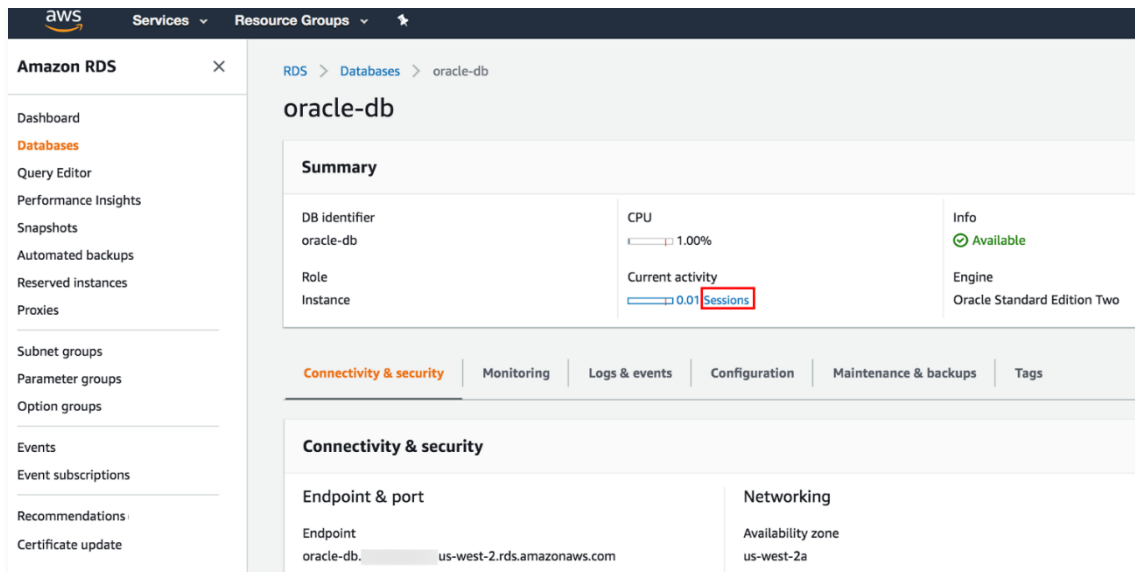 aws Services Resource Groups
Amazon RDS
Dashboard
Databases
Query Editor
Performance Insights
Snapshots
Automated backups
Reserved instances
Proxies
Subnet groups
Parameter groups
Option groups
Events
Event subscriptions
Recommendations
Certificate update
RDS > Databases > oracle-db
oracle-db
Summary
DB identifier
oracle-db
Role
Instance
CPU
1.00%
Current activity
0.01 Sessions
Info
Available
Engine
Oracle Standard Edition Two
Connectivity & security Monitoring Logs & events Configuration Maintenance & backups Tags
Connectivity & security
Endpoint & port
Endpoint
oracle-db. us-west-2.rds.amazonaws.com
Networking
Availability zone
us-west-2a